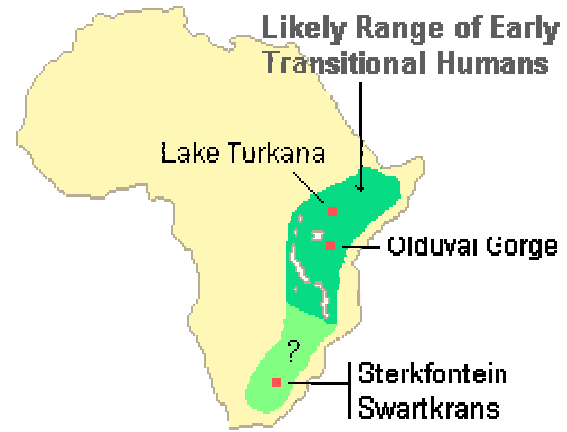 Likely Range of Early
Transitional Humans
Lake Turkana
Olduvai Gorge
?
Sterkfontein
Swartkrans